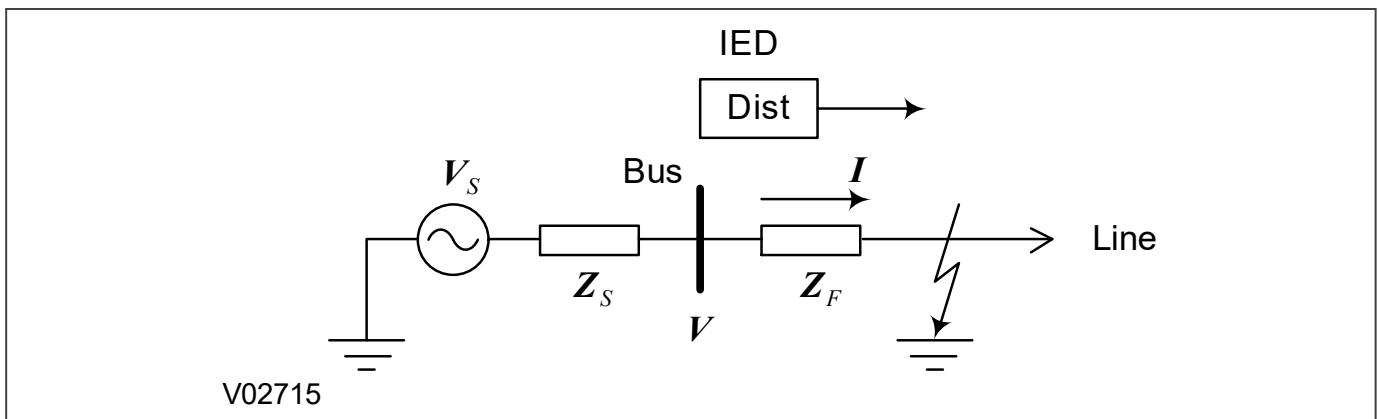 IED
Dist
V_S
Bus
I
Line
Z_S
Z_F
V
V02715